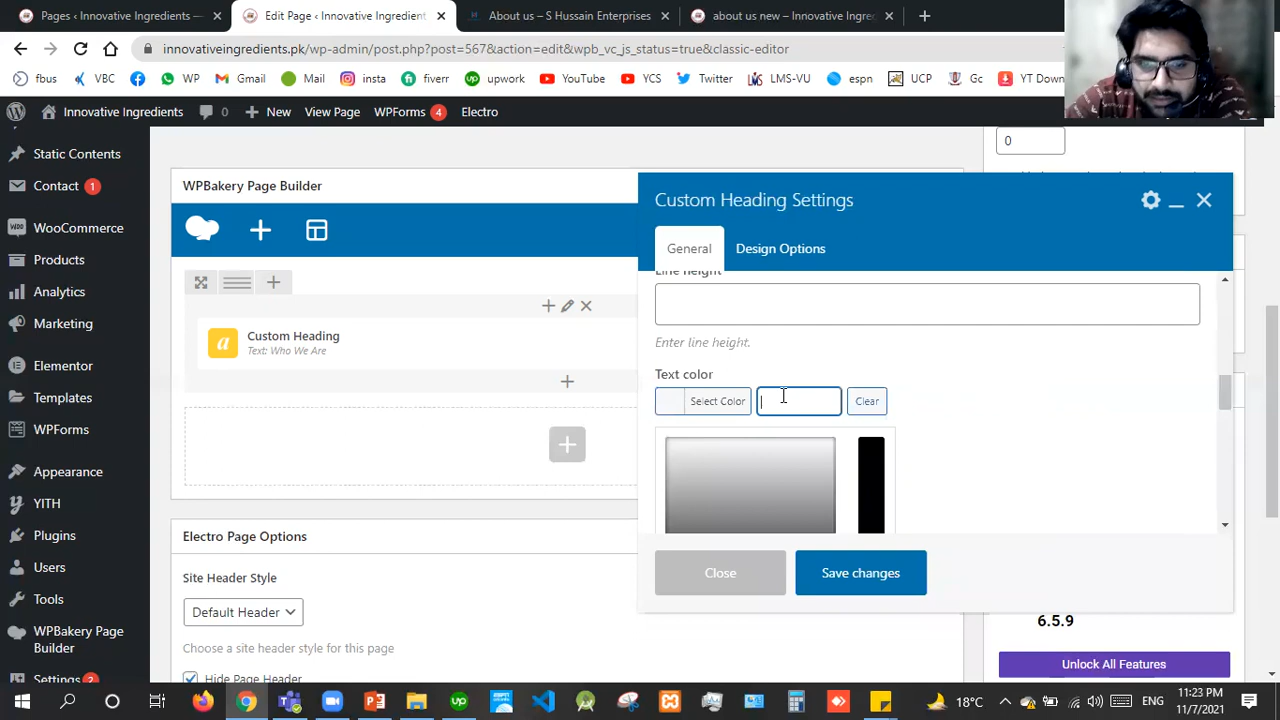 Pages ‹ Innovative Ingredients —
Edit Page ‹ Innovative Ingredient
About us – S Hussain Enterprises
about us new – Innovative Ingre
innovativeingredients.pk/wp-admin/post.php?post=567&action=edit&wpb_vc_js_status=true&classic-editor
fbus
VBC
WP
Gmail
Mail
insta
fiverr
upwork
YouTube
YCS
Twitter
LMS-VU
espn
UCP
Gc
YT Down
Innovative Ingredients
0
New
View Page
WPForms 4
Electro
Static Contents
Contact 1
WooCommerce
Products
Analytics
Marketing
Elementor
Templates
WPForms
Appearance
YITH
Plugins
Users
Tools
WPBakery Page
Builder
Settings 2
WPBakery Page Builder
Custom Heading
Text: Who We Are
Electro Page Options
Site Header Style
Default Header
Choose a site header style for this page
Hide Page Header
0
Custom Heading Settings
General
Design Options
Line height
Enter line height.
Text color
Select Color
Clear
Close
Save changes
6.5.9
Unlock All Features
18°C
ENG
11:23 PM
11/7/2021